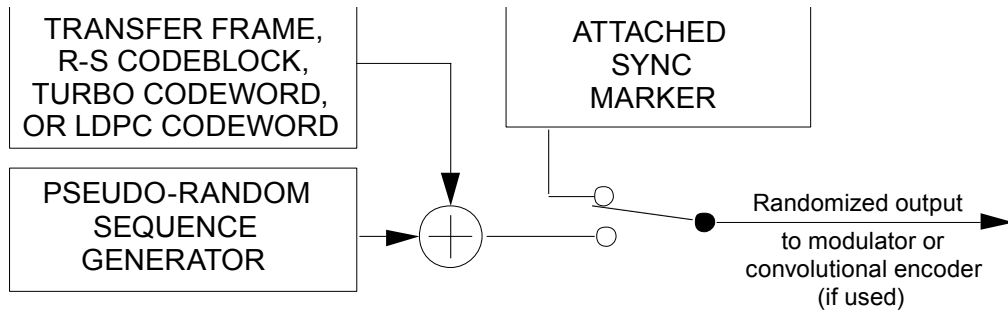 TRANSFER FRAME,
R-S CODEBLOCK,
TURBO CODEWORD,
OR LDPC CODEWORD
ATTACHED
SYNC
MARKER
PSEUDO-RANDOM
SEQUENCE
GENERATOR
Randomized output
to modulator or
convolutional encoder
(if used)